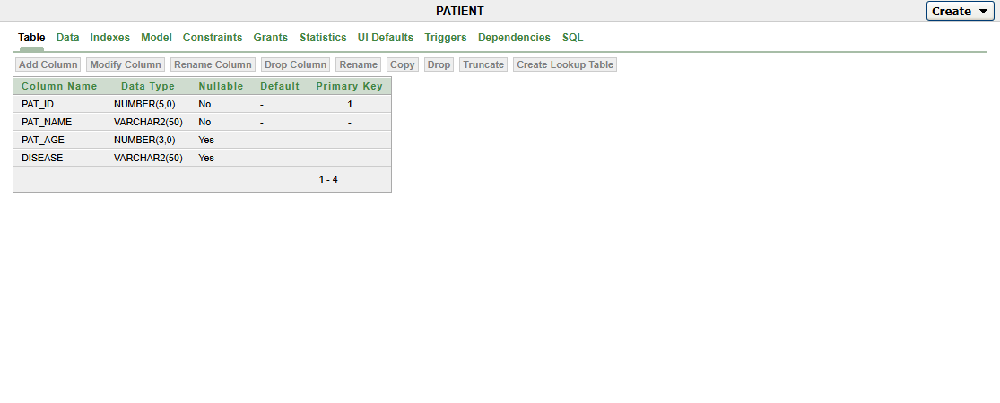 PATIENT
Create
Table Data Indexes Model Constraints Grants Statistics UI Defaults Triggers Dependencies SQL
Add Column Modify Column Rename Column Drop Column Rename Copy Drop Truncate Create Lookup Table
Column Name Data Type Nullable Default Primary Key
PAT_ID NUMBER(5,0) No - 1
PAT_NAME VARCHAR2(50) No - -
PAT_AGE NUMBER(3,0) Yes - -
DISEASE VARCHAR2(50) Yes - -
1 - 4